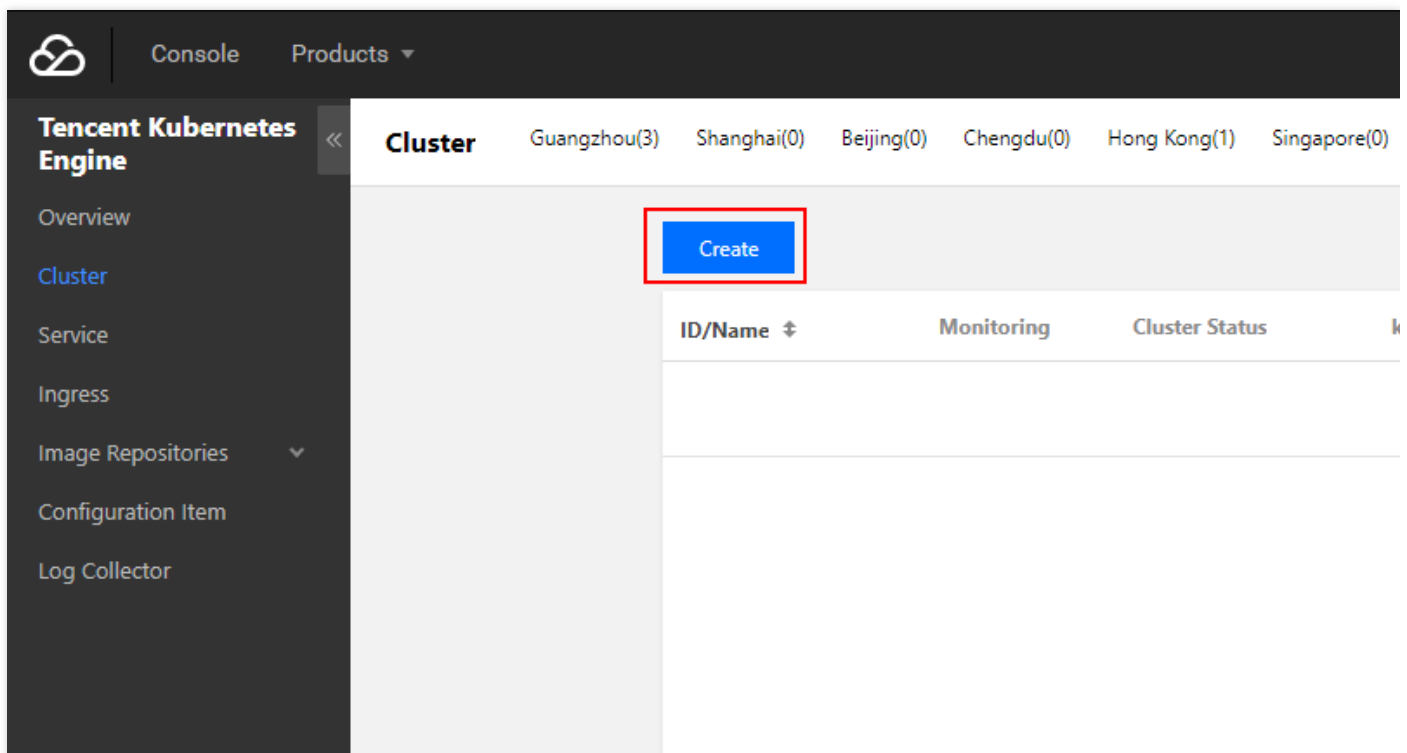 Console Products
Tencent Kubernetes
Engine
Cluster Guangzhou(3) Shanghai(0) Beijing(0) Chengdu(0) Hong Kong(1) Singapore(0)
Overview
Cluster
Service
Ingress
Image Repositories
Configuration Item
Log Collector
Create
ID/Name Monitoring Cluster Status